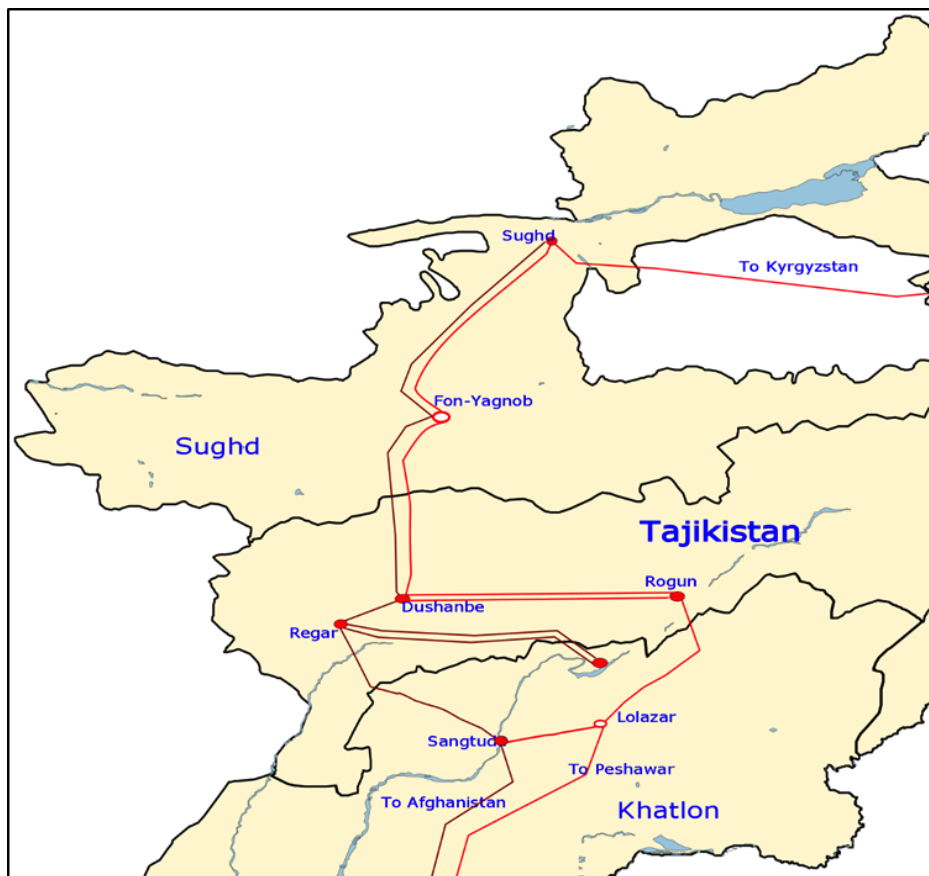 Sughd
To Kyrgyzstan
Fon-Yagnob
Sughd
Tajikistan
Rogun
Dushanbe
Regar
Lolazar
Sangtud
To Peshawar
To Afghanistan
Khatlon